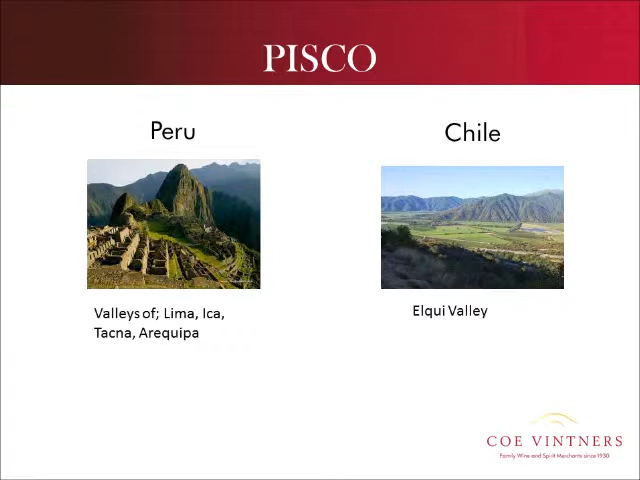 PISCO
Peru
Chile
Valleys of; Lima, Ica,
Tacna, Arequipa
Elqui Valley
COE VINTNERS
Family Wine and Spirit Merchants since 1930